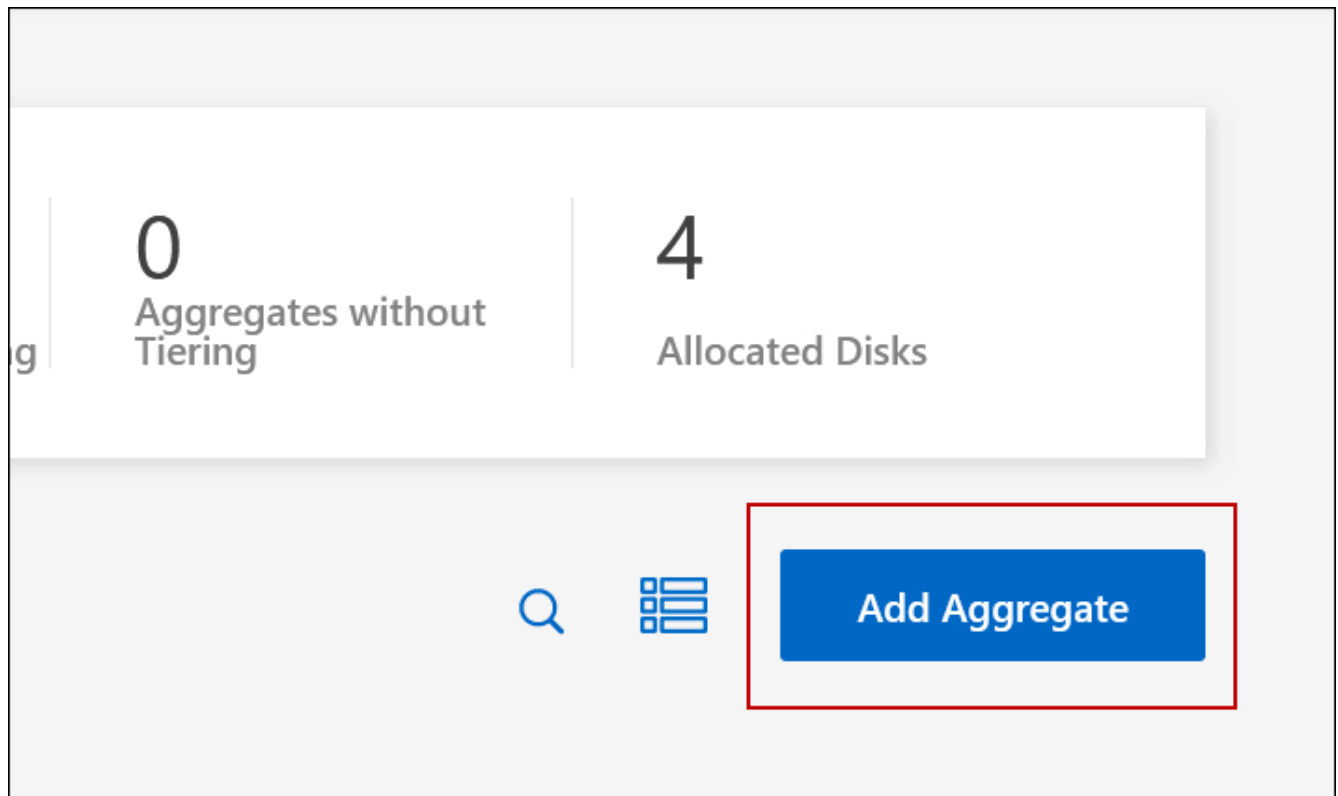 0
Aggregates without
Tiering
4
Allocated Disks
Add Aggregate